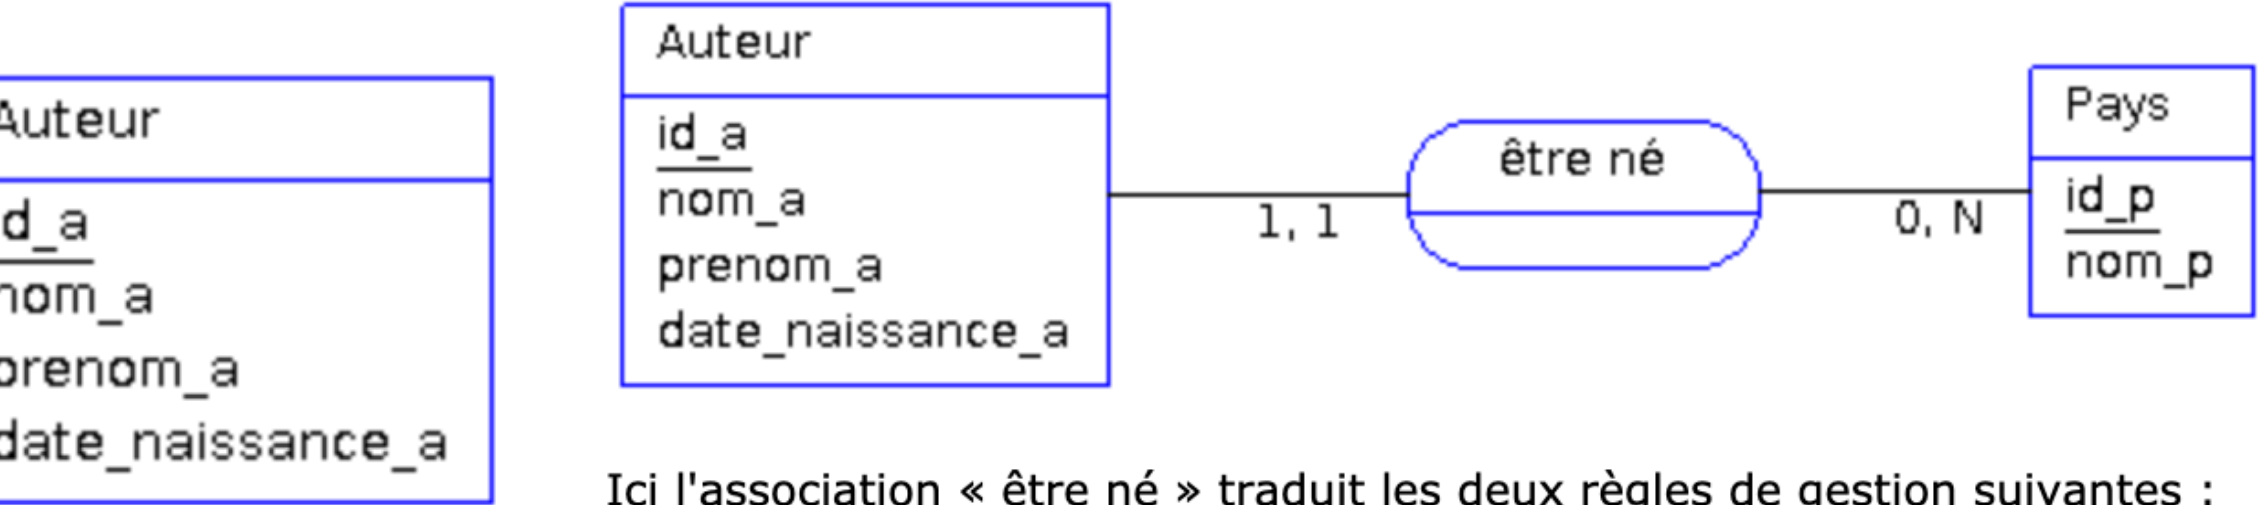 Auteur
id_a
nom_a
prenom_a
date_naissance_a
Auteur
id_a
nom_a
prenom_a
date_naissance_a
1, 1
être né
0, N
Pays
id_p
nom_p
Ici l'association « être né » traduit les deux règles de gestion suivantes :